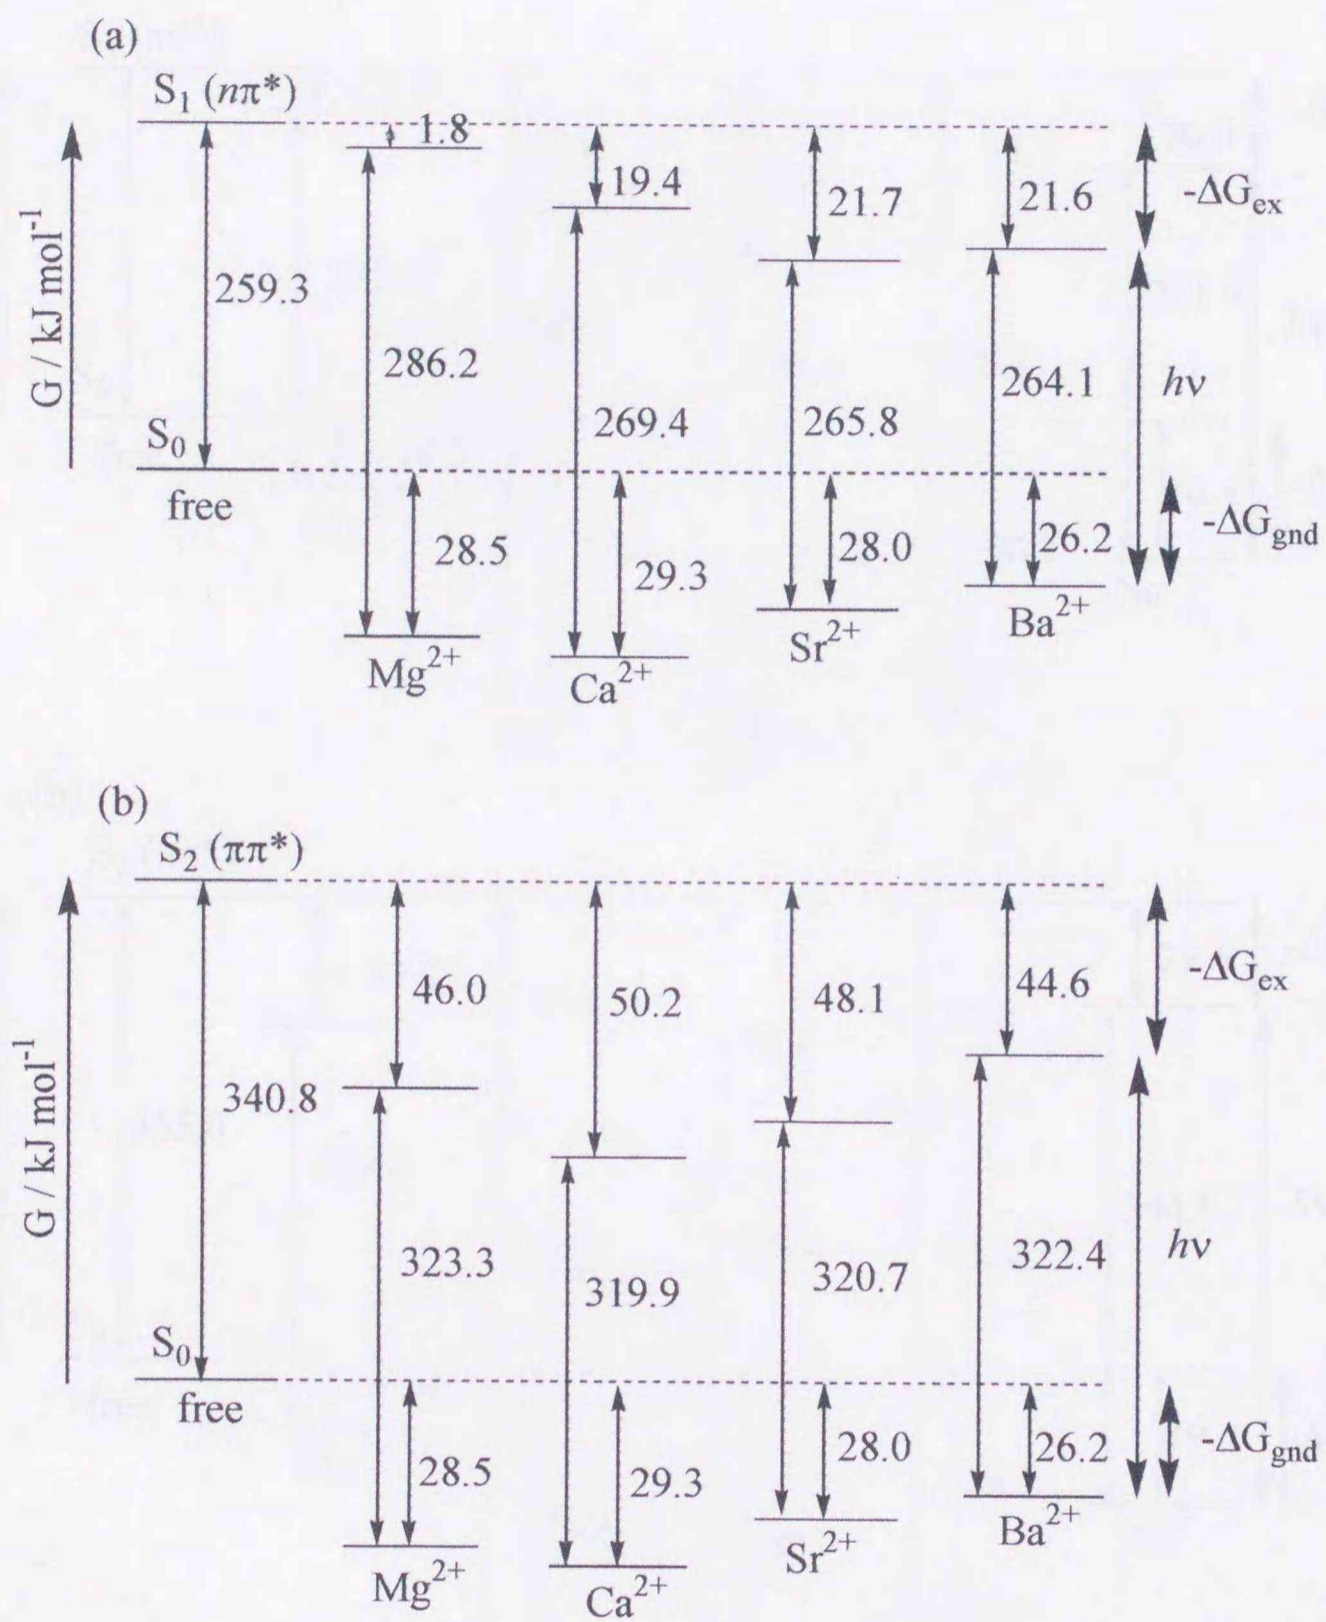 (a)
S₁ (nπ*)
1.8
19.4
21.7
21.6
-ΔG_ex
G / kJ mol⁻¹
259.3
286.2
269.4
265.8
264.1
hν
S₀
free
28.5
29.3
28.0
26.2
-ΔG_gnd
Mg²⁺
Ca²⁺
Sr²⁺
Ba²⁺
(b)
S₂ (ππ*)
46.0
50.2
48.1
44.6
-ΔG_ex
G / kJ mol⁻¹
340.8
323.3
319.9
320.7
322.4
hν
S₀
free
28.5
29.3
28.0
26.2
-ΔG_gnd
Mg²⁺
Ca²⁺
Sr²⁺
Ba²⁺